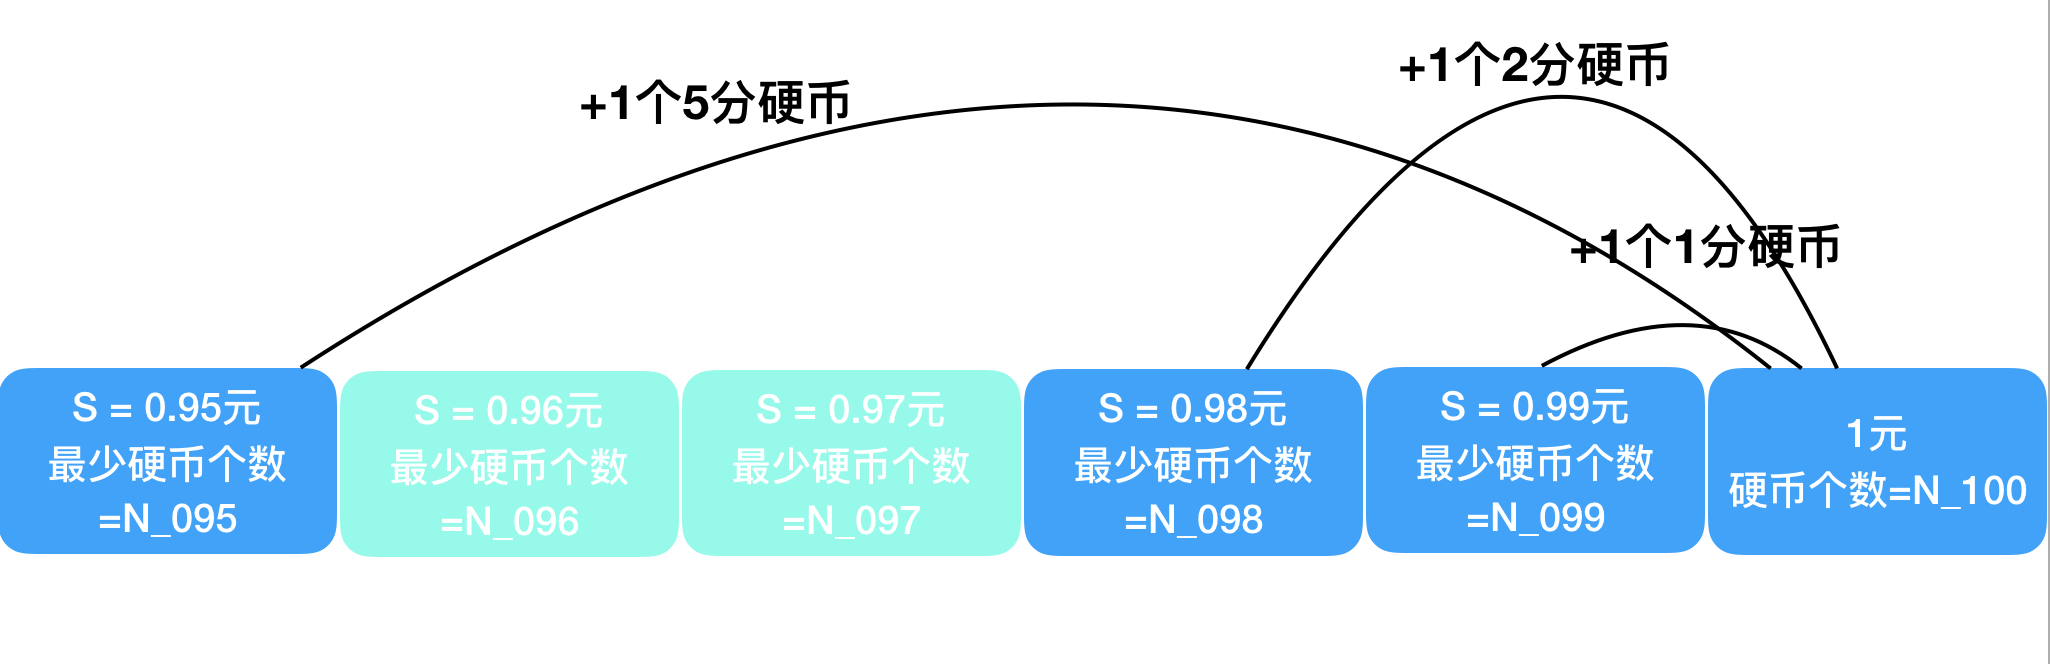 +1个2分硬币
+1个5分硬币
+1个1分硬币
S = 0.95元
最少硬币个数
=N_095
S = 0.96元
最少硬币个数
=N_096
S = 0.97元
最少硬币个数
=N_097
S = 0.98元
最少硬币个数
=N_098
S = 0.99元
最少硬币个数
=N_099
1元
硬币个数=N_100